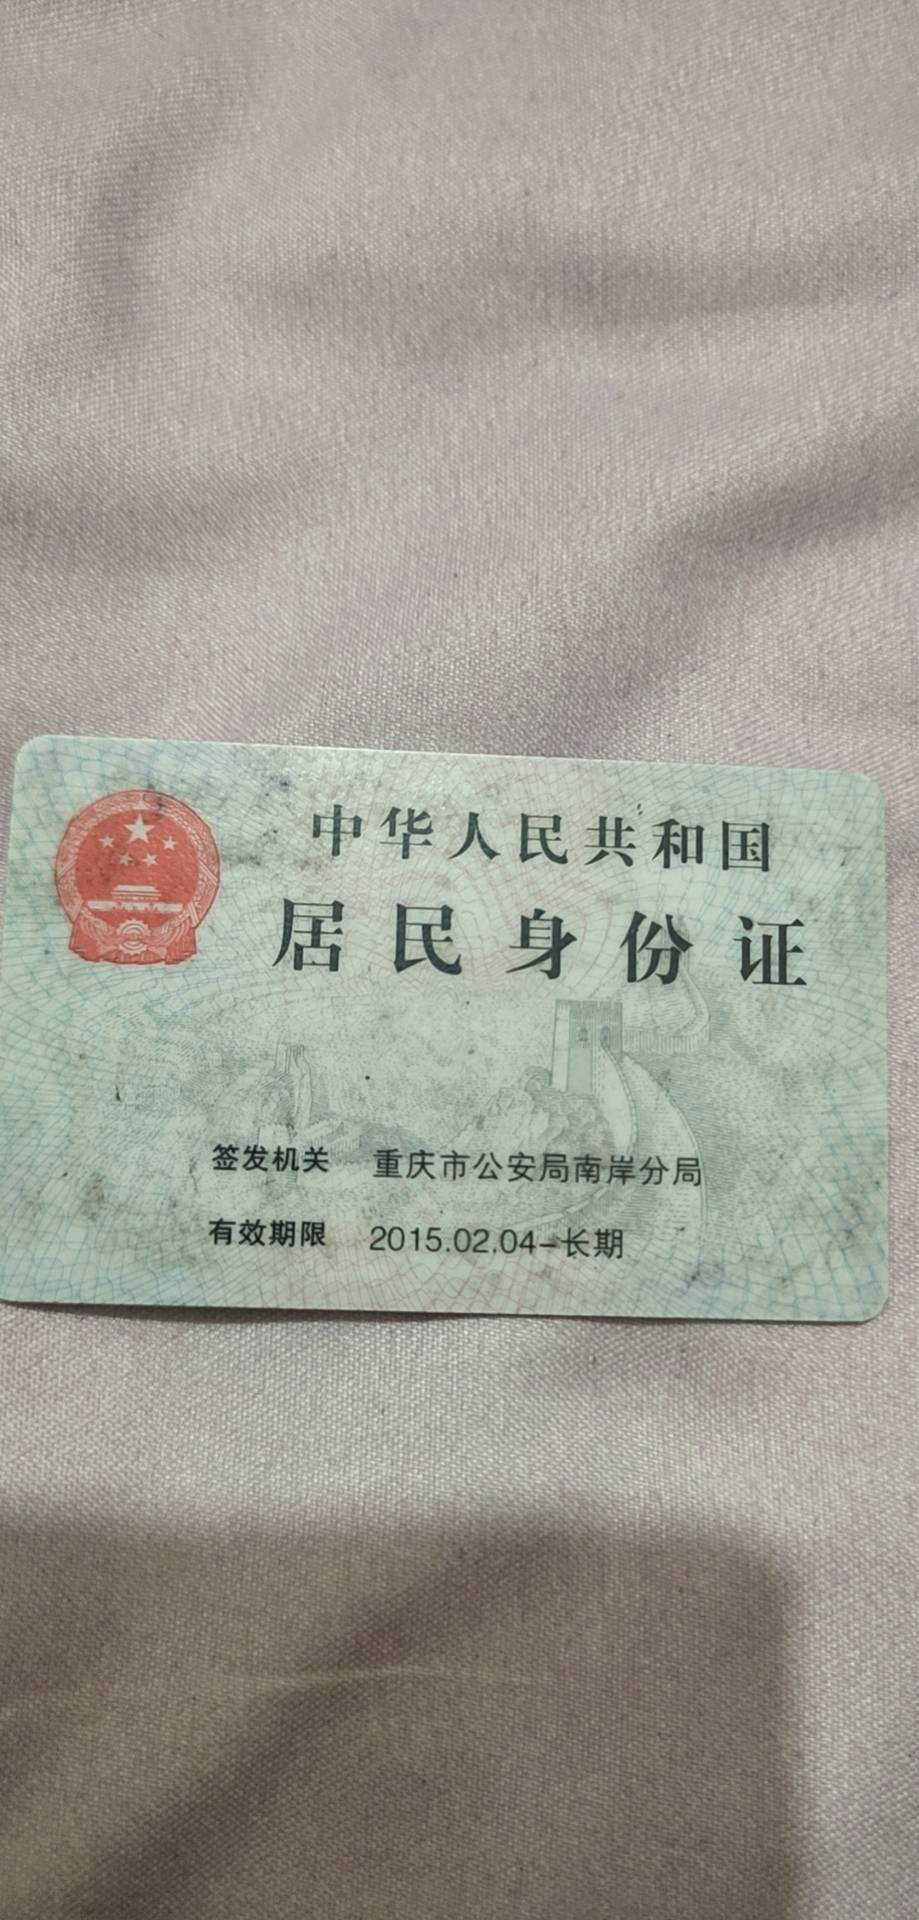 中华人民共和国
居民身份证
签发机关 重庆市公安局南岸分局
有效期限 2015.02.04-长期